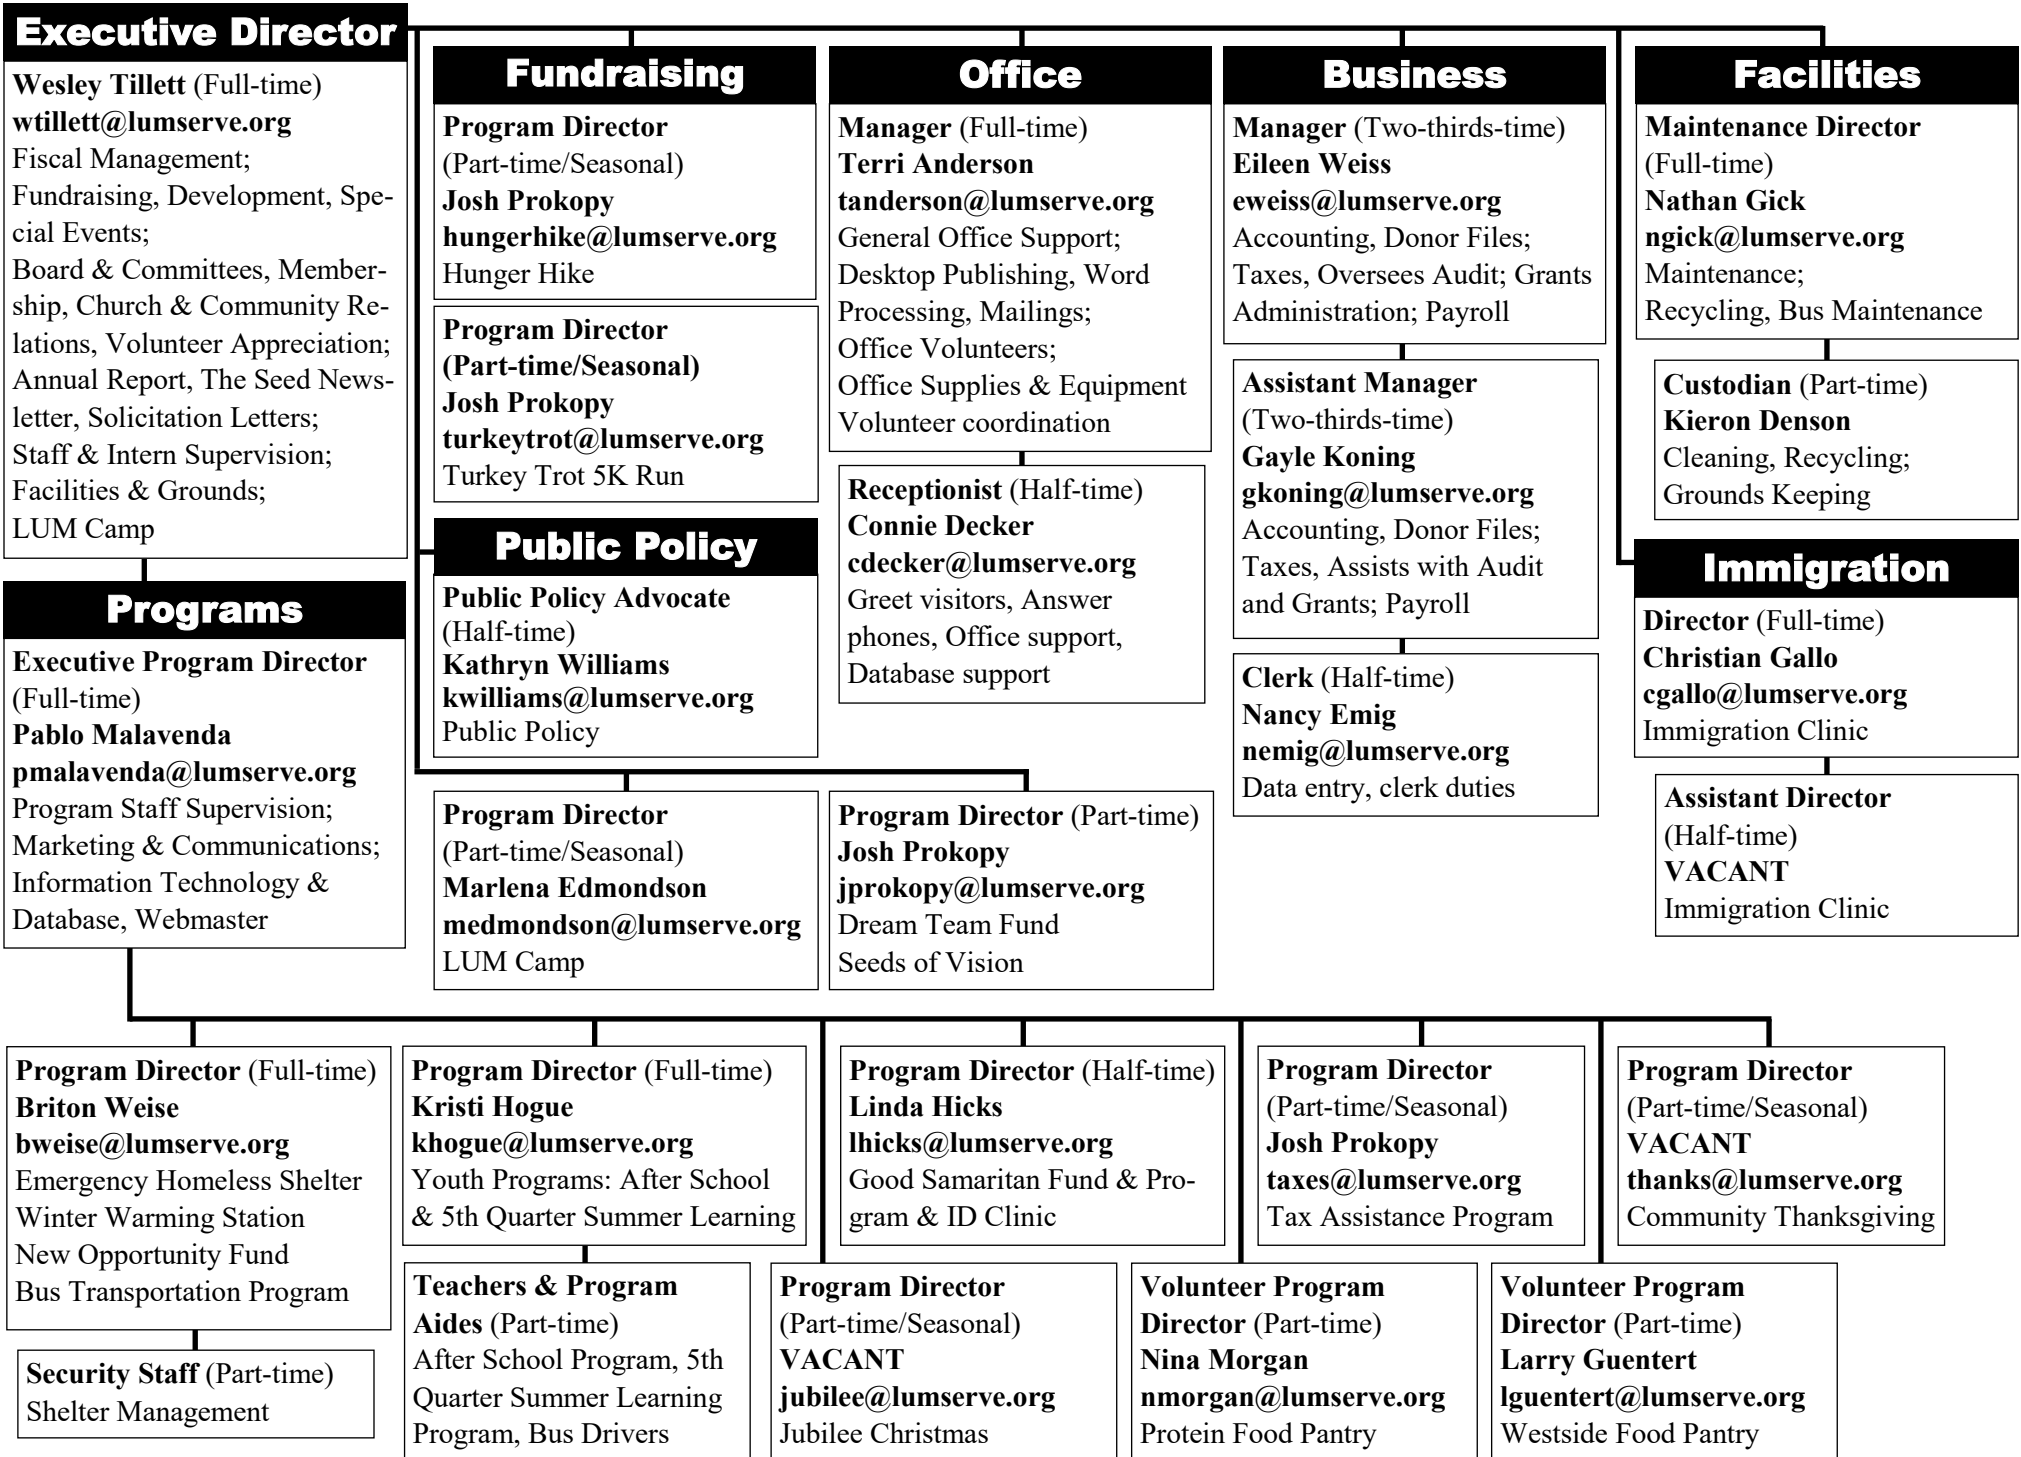 Executive Director
Wesley Tillett (Full-time)
wtillett@lumserve.org
Fiscal Management;
Fundraising, Development, Spe-
cial Events;
Board & Committees, Member-
ship, Church & Community Re-
lations, Volunteer Appreciation;
Annual Report, The Seed News-
letter, Solicitation Letters;
Staff & Intern Supervision;
Facilities & Grounds;
LUM Camp
Fundraising
Program Director
(Part-time/Seasonal)
Josh Prokopy
hungerhike@lumserve.org
Hunger Hike
Program Director
(Part-time/Seasonal)
Josh Prokopy
turkeytrot@lumserve.org
Turkey Trot 5K Run
Office
Manager (Full-time)
Terri Anderson
tanderson@lumserve.org
General Office Support;
Desktop Publishing, Word
Processing, Mailings;
Office Volunteers;
Office Supplies & Equipment
Volunteer coordination
Receptionist (Half-time)
Connie Decker
cdecker@lumserve.org
Greet visitors, Answer
phones, Office support,
Database support
Business
Manager (Two-thirds-time)
Eileen Weiss
eweiss@lumserve.org
Accounting, Donor Files;
Taxes, Oversees Audit; Grants
Administration; Payroll
Assistant Manager
(Two-thirds-time)
Gayle Koning
gkoning@lumserve.org
Accounting, Donor Files;
Taxes, Assists with Audit
and Grants; Payroll
Clerk (Half-time)
Nancy Emig
nemig@lumserve.org
Data entry, clerk duties
Facilities
Maintenance Director
(Full-time)
Nathan Gick
ngick@lumserve.org
Maintenance;
Recycling, Bus Maintenance
Custodian (Part-time)
Kieron Denson
Cleaning, Recycling;
Grounds Keeping
Immigration
Director (Full-time)
Christian Gallo
cgallo@lumserve.org
Immigration Clinic
Assistant Director
(Half-time)
VACANT
Immigration Clinic
Public Policy
Public Policy Advocate
(Half-time)
Kathryn Williams
kwilliams@lumserve.org
Public Policy
Program Director
(Part-time/Seasonal)
Marlena Edmondson
medmondson@lumserve.org
LUM Camp
Program Director (Part-time)
Josh Prokopy
jprokopy@lumserve.org
Dream Team Fund
Seeds of Vision
Programs
Executive Program Director
(Full-time)
Pablo Malavenda
pmalavenda@lumserve.org
Program Staff Supervision;
Marketing & Communications;
Information Technology &
Database, Webmaster
Program Director (Full-time)
Briton Weise
bweise@lumserve.org
Emergency Homeless Shelter
Winter Warming Station
New Opportunity Fund
Bus Transportation Program
Security Staff (Part-time)
Shelter Management
Program Director (Full-time)
Kristi Hogue
khogue@lumserve.org
Youth Programs: After School
& 5th Quarter Summer Learning
Teachers & Program
Aides (Part-time)
After School Program, 5th
Quarter Summer Learning
Program, Bus Drivers
Program Director
(Part-time/Seasonal)
VACANT
jubilee@lumserve.org
Jubilee Christmas
Program Director (Half-time)
Linda Hicks
lhicks@lumserve.org
Good Samaritan Fund & Pro-
gram & ID Clinic
Volunteer Program
Director (Part-time)
Nina Morgan
nmorgan@lumserve.org
Protein Food Pantry
Program Director
(Part-time/Seasonal)
Josh Prokopy
taxes@lumserve.org
Tax Assistance Program
Volunteer Program
Director (Part-time)
Larry Guentert
lguentert@lumserve.org
Westside Food Pantry
Program Director
(Part-time/Seasonal)
VACANT
thanks@lumserve.org
Community Thanksgiving